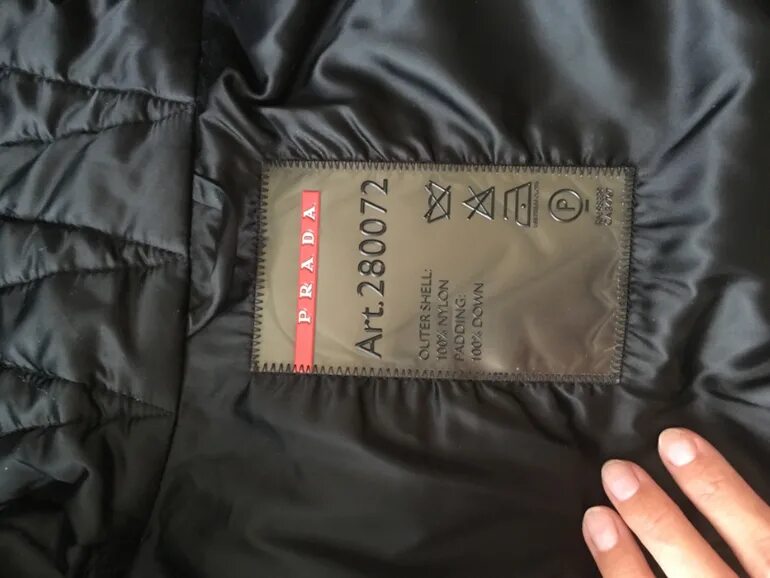 PRADA
Art.280072
OUTER SHELL:
100% NYLON
PADDING:
100% DOWN
P